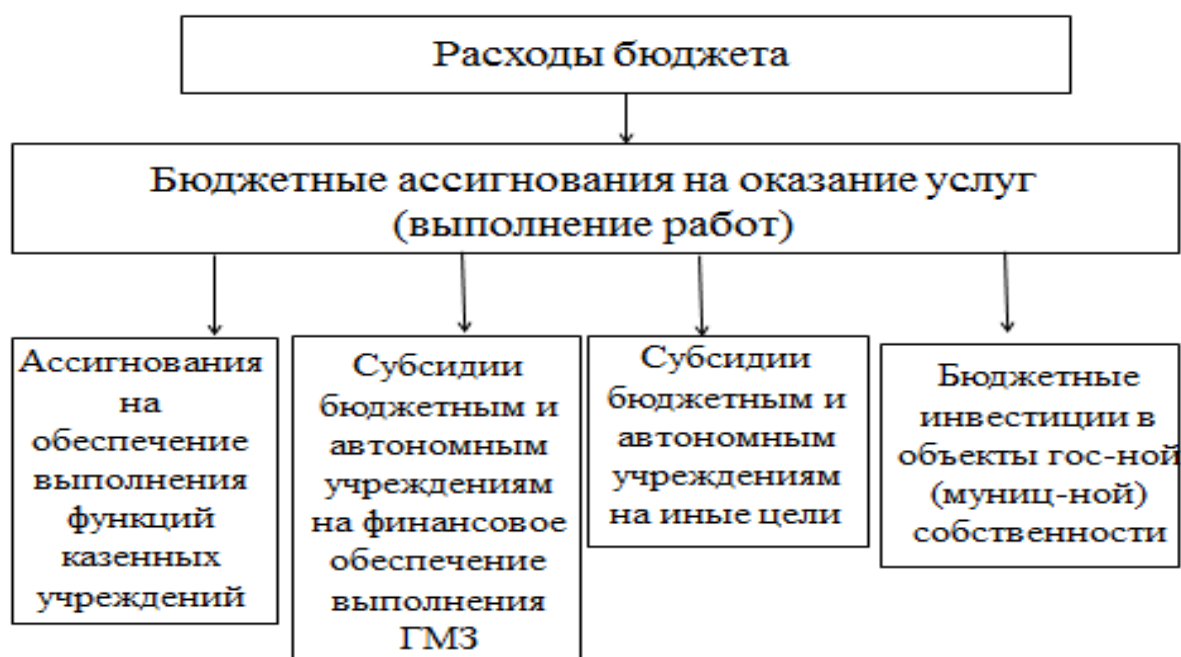 Расходы бюджета
Бюджетные ассигнования на оказание услуг
(выполнение работ)
Ассигнования
на
обеспечение
выполнения
функций
казенных
учреждений
Субсидии
бюджетным и
автономным
учреждениям
на финансовое
обеспечение
выполнения
ГМЗ
Субсидии
бюджетным и
автономным
учреждениям
на иные цели
Бюджетные
инвестиции в
объекты гос-ной
(муниц-ной)
собственности